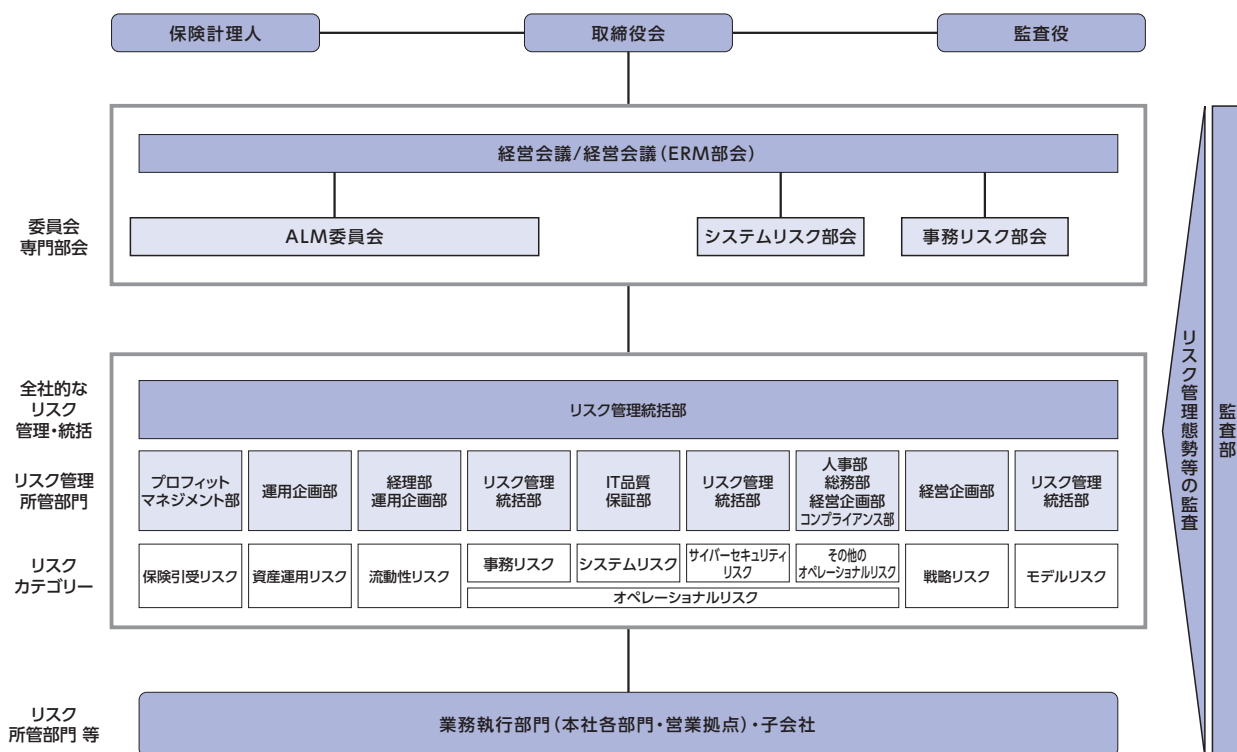 保険計理人
取締役会
監査役
経営会議/経営会議(ERM部会)
委員会
専門部会
ALM委員会
システムリスク部会
事務リスク部会
全社的な
リスク
管理・統括
リスク管理統括部
リスク管理
所管部門
プロフィット
マネジメント部
運用企画部
経理部
運用企画部
リスク管理
統括部
IT品質
保証部
リスク管理
統括部
人事部
総務部
経営企画部
コンプライアンス部
経営企画部
リスク管理
統括部
リスク
カテゴリー
保険引受リスク
資産運用リスク
流動性リスク
事務リスク
システムリスク
サイバーセキュリティ
リスク
その他の
オペレーショナルリスク
オペレーショナルリスク
戦略リスク
モデルリスク
リスク
所管部門 等
業務執行部門(本社各部門・営業拠点)・子会社
リスク管理態勢等の監査
監査部